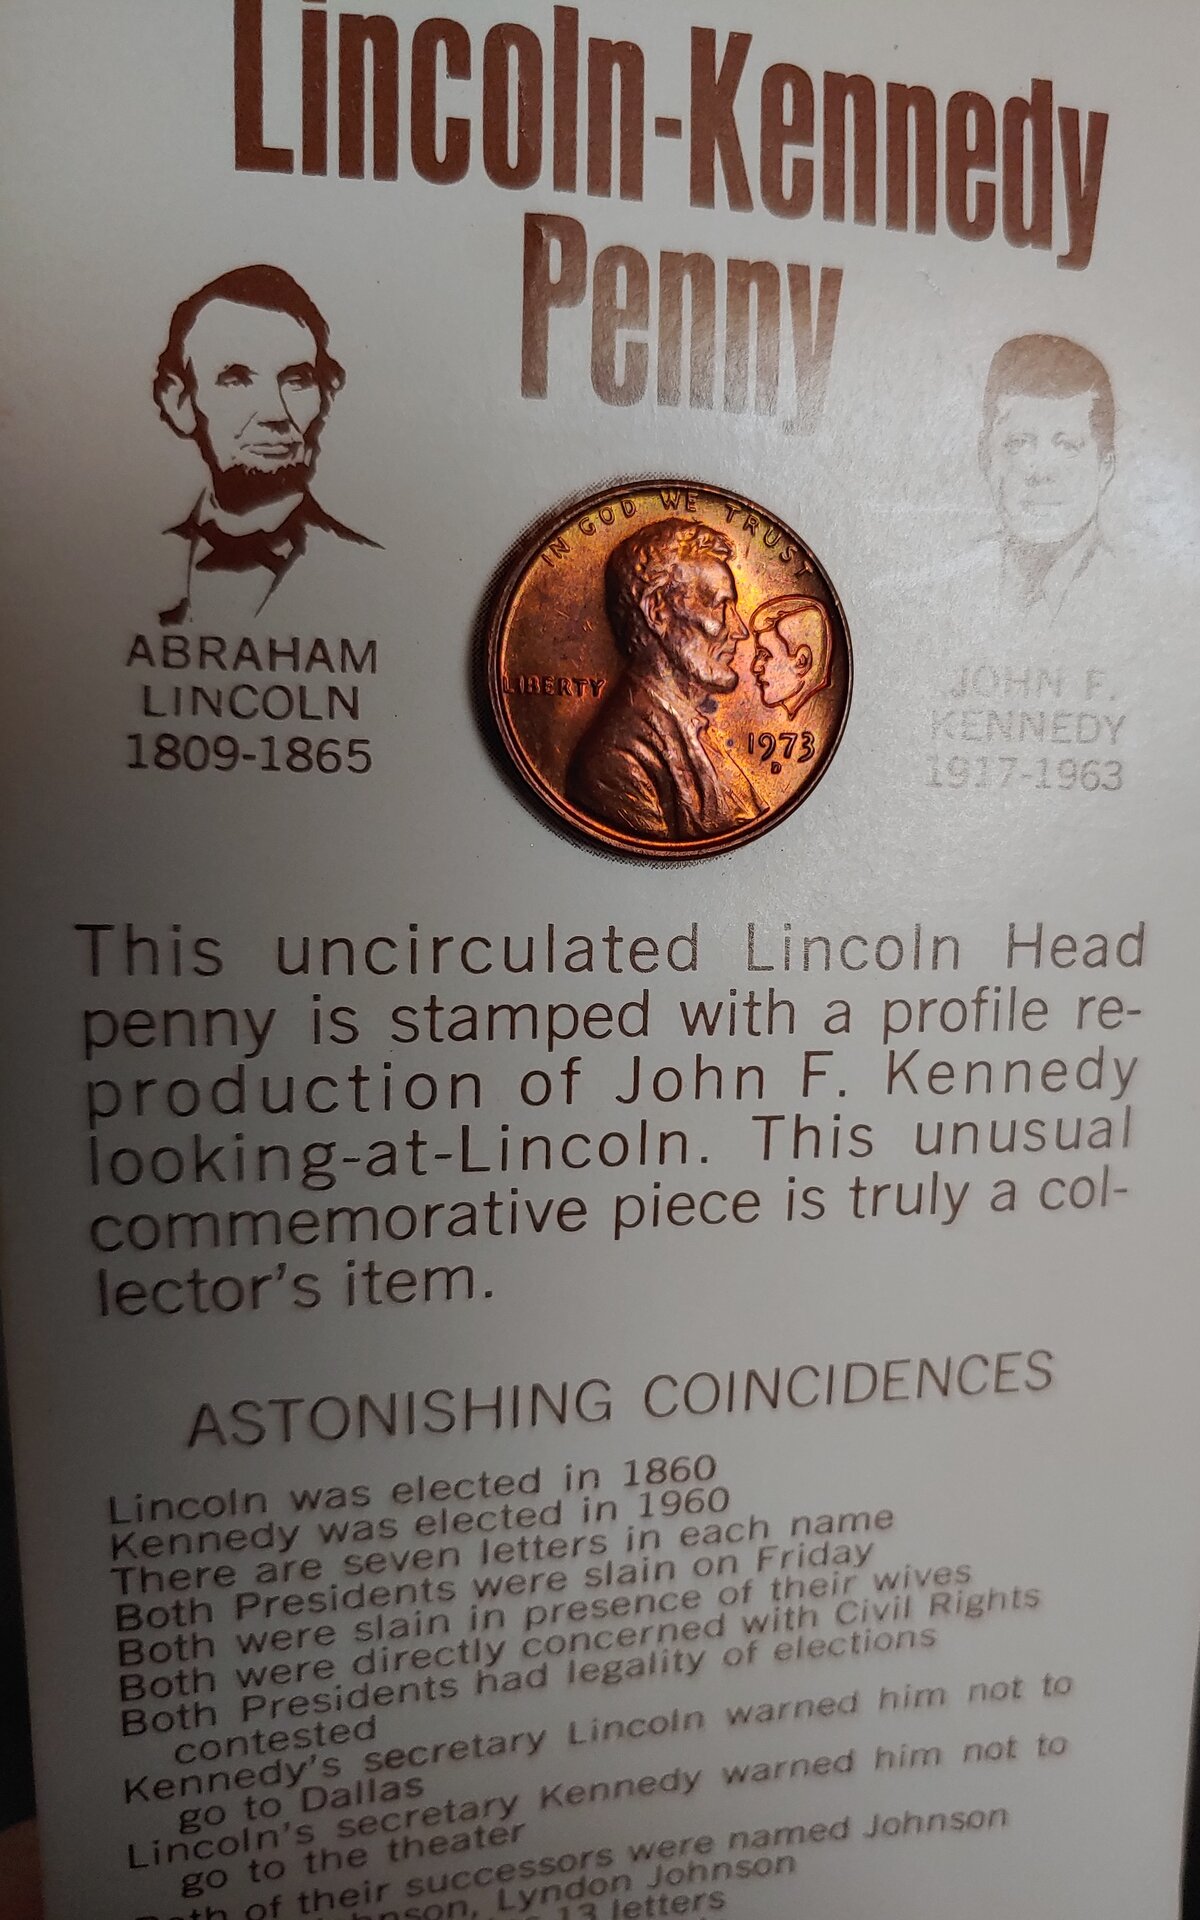 Lincoln-Kennedy
Penny
ABRAHAM
LINCOLN
1809-1865
IN GOD WE TRUST
LIBERTY
1973
D
JOHN F.
KENNEDY
1917-1963
This uncirculated Lincoln Head
penny is stamped with a profile re-
production of John F. Kennedy
looking-at-Lincoln. This unusual
commemorative piece is truly a col-
lector's item.
ASTONISHING COINCIDENCES
Lincoln was elected in 1860
Kennedy was elected in 1960
There are seven letters in each name
Both Presidents were slain on Friday
Both were slain in presence of their wives
Both were directly concerned with Civil Rights
Both Presidents had legality of elections
contested
Kennedy's secretary Lincoln warned him not to
go to Dallas
Lincoln's secretary Kennedy warned him not to
go to the theater
of their successors were named Johnson
Lyndon Johnson
13 letters